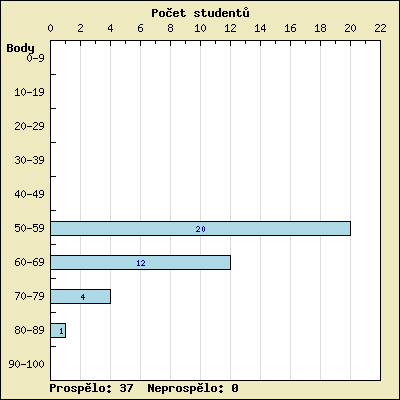 Počet studentů
0 2 4 6 8 10 12 14 16 18 20 22
Body
0-9
10-19
20-29
30-39
40-49
50-59 20
60-69 12
70-79 4
80-89 1
90-100
Prospělo: 37 Neprospělo: 0